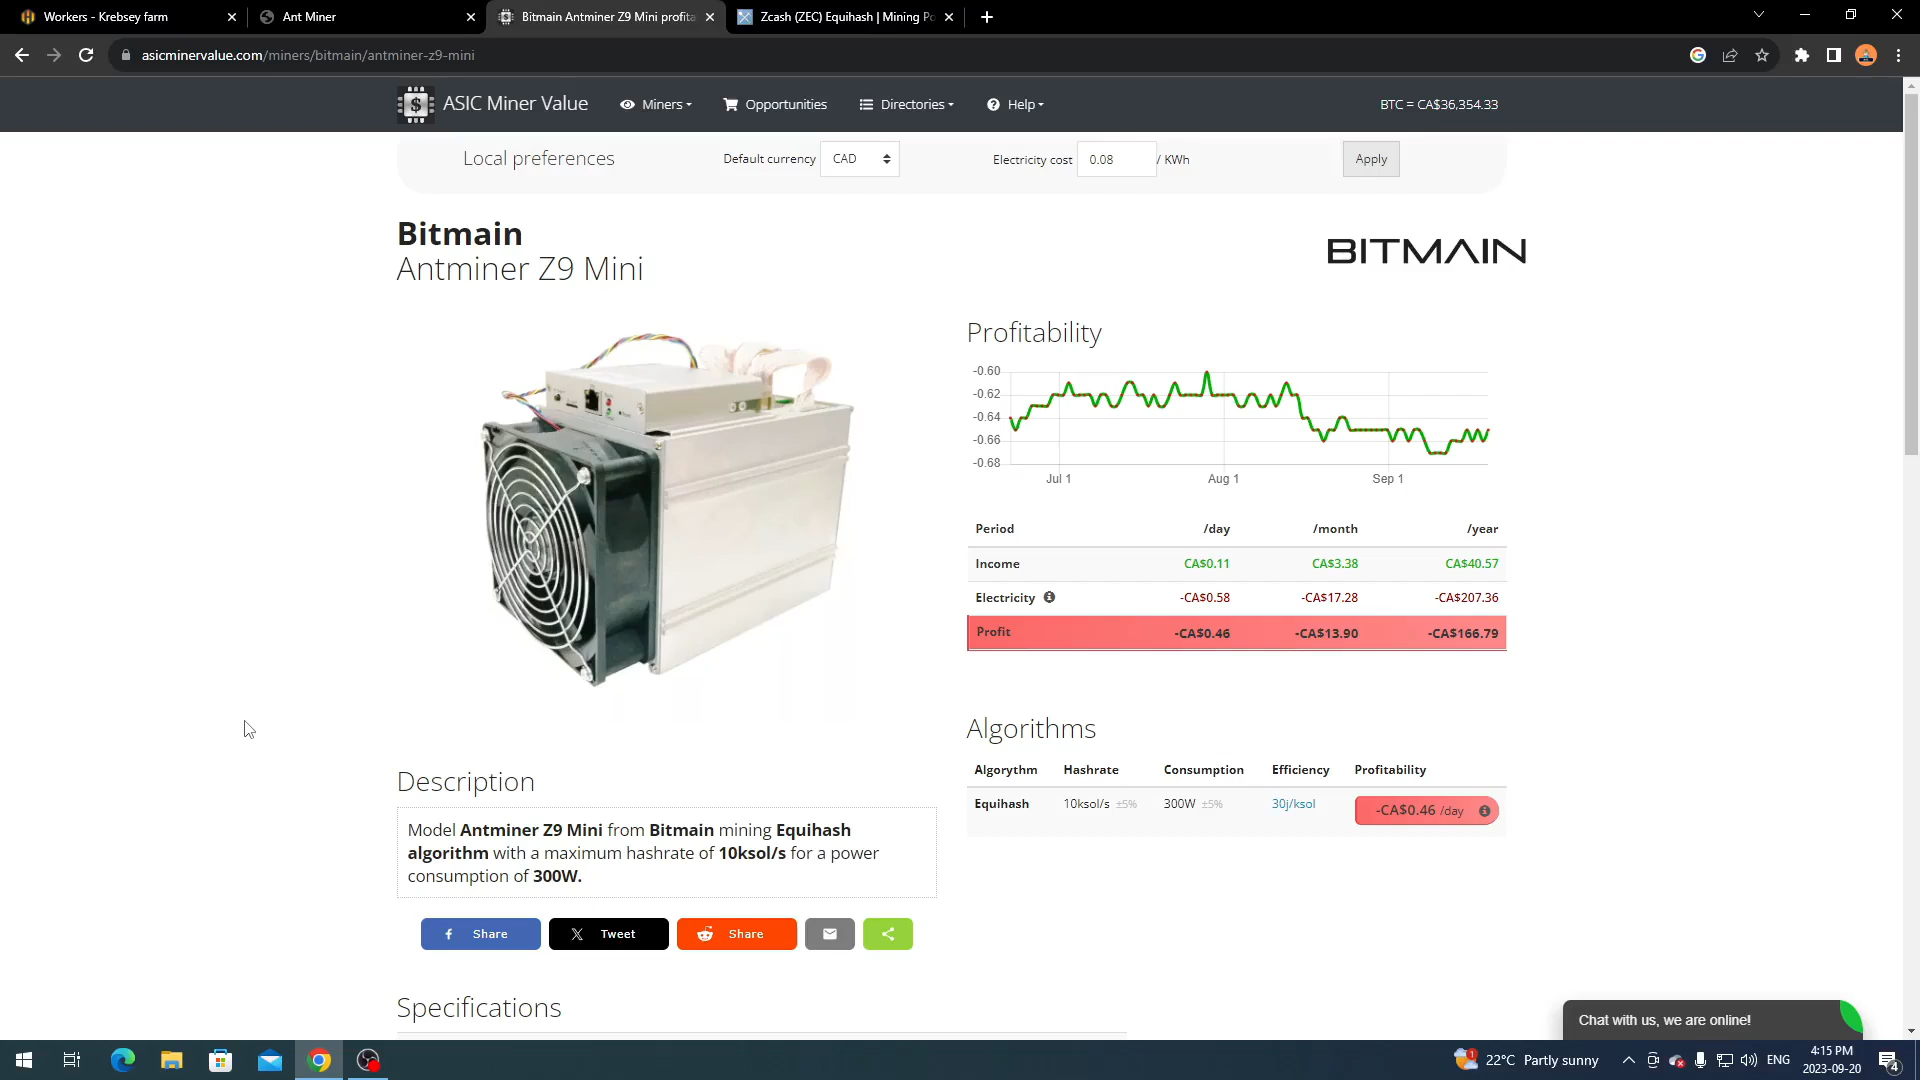 Workers - Krebsey farm
Ant Miner
Bitmain Antminer Z9 Mini profita
Zcash (ZEC) Equihash | Mining Po
asicminervalue.com/miners/bitmain/antminer-z9-mini
ASIC Miner Value
Miners
Opportunities
Directories
Help
BTC = CA$36,354.33
Local preferences
Default currency
CAD
Electricity cost
0.08
/ KWh
Apply
Bitmain
Antminer Z9 Mini
BITMAIN
Profitability
-0.60
-0.62
-0.64
-0.66
-0.68
Jul 1
Aug 1
Sep 1
Period /day /month /year
Income CA$0.11 CA$3.38 CA$40.57
Electricity -CA$0.58 -CA$17.28 -CA$207.36
Profit -CA$0.46 -CA$13.90 -CA$166.79
Algorithms
Algorythm Hashrate Consumption Efficiency Profitability
Equihash 10ksol/s ±5% 300W ±5% 30j/ksol -CA$0.46 /day
Description
Model Antminer Z9 Mini from Bitmain mining Equihash
algorithm with a maximum hashrate of 10ksol/s for a power
consumption of 300W.
Share
Tweet
Share
Specifications
Chat with us, we are online!
1
22°C Partly sunny
ENG
4:15 PM
2023-09-20
4